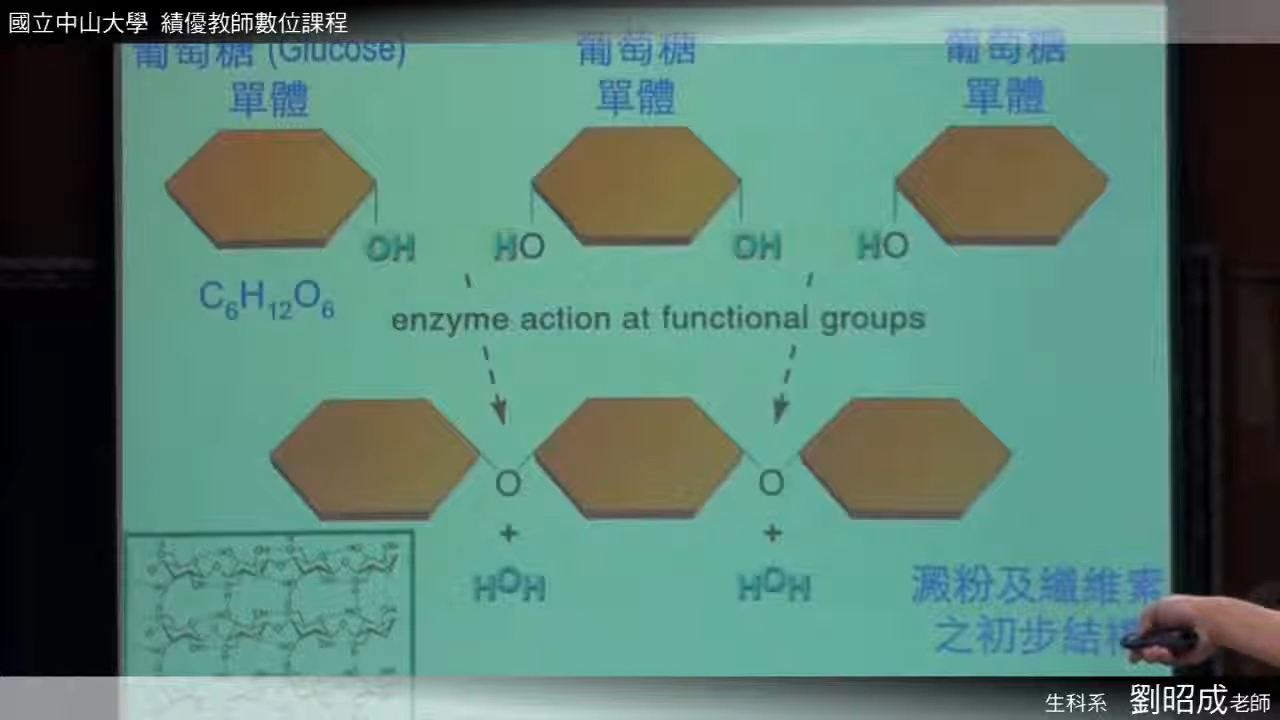 國立中山大學 績優教師數位課程
葡萄糖 (Glucose)
單體
葡萄糖
單體
葡萄糖
單體
OH
HO
OH
HO
C6H12O6
enzyme action at functional groups
O
O
+
+
HOH
HOH
澱粉及纖維素
之初步結
生科系 劉昭成老師